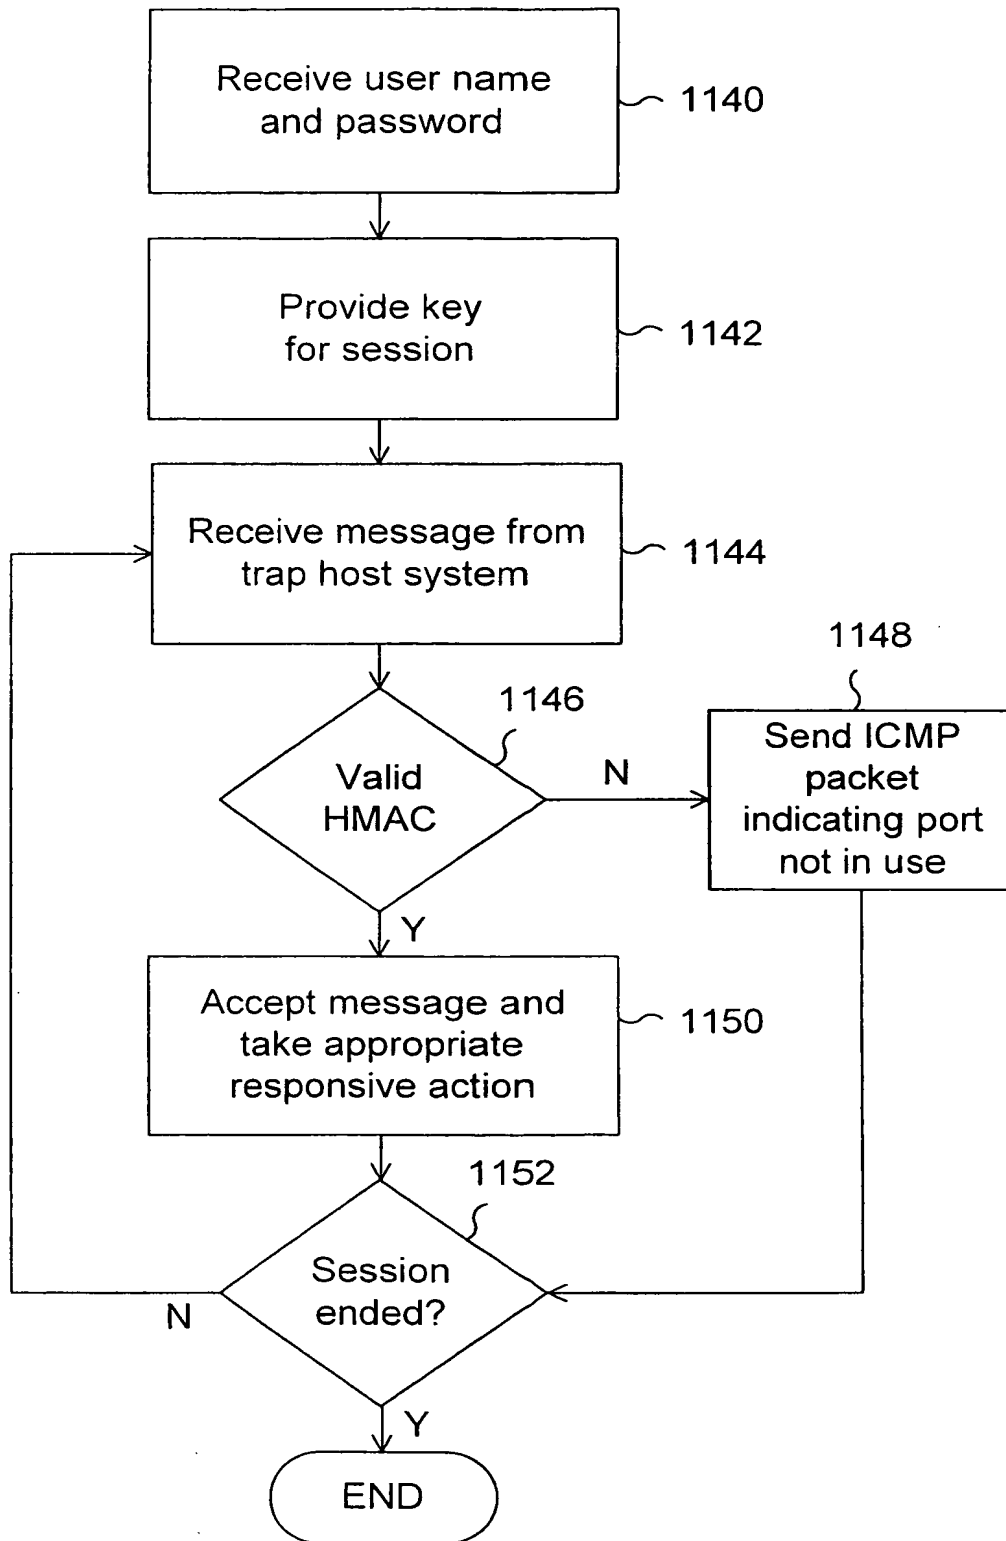 Receive user name
and password
1140
Provide key
for session
1142
Receive message from
trap host system
1144
1146
Valid
HMAC
N
1148
Send ICMP
packet
indicating port
not in use
Y
Accept message and
take appropriate
responsive action
1150
1152
Session
ended?
N
Y
END